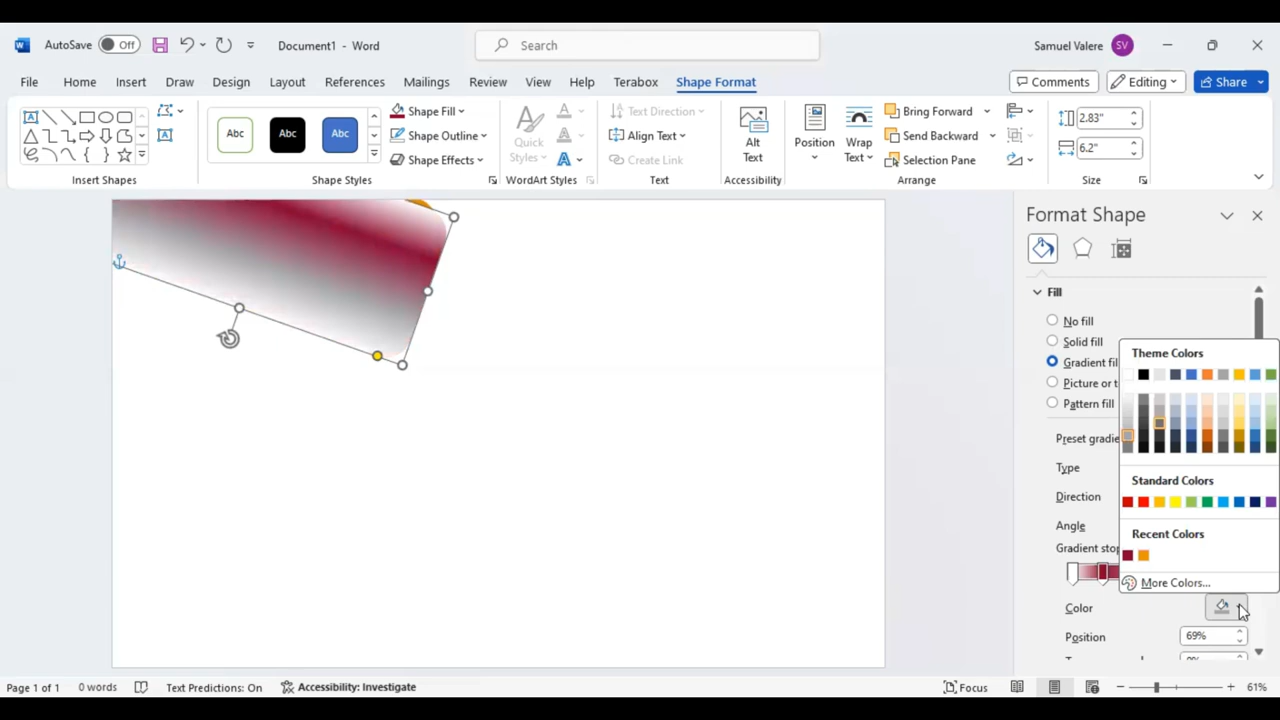 AutoSave Off Document1 - Word Search Samuel Valere SV
File Home Insert Draw Design Layout References Mailings Review View Help Terabox Shape Format Comments Editing Share
Abc Abc Abc
Shape Fill
Shape Outline
Shape Effects
Quick
Styles
Text Direction
Align Text
Create Link
Alt
Text
Position
Wrap
Text
Bring Forward
Send Backward
Selection Pane
2.83"
6.2"
Insert Shapes Shape Styles WordArt Styles Text Accessibility Arrange Size
Format Shape
Fill
No fill
Solid fill
Gradient fil
Picture or t
Pattern fill
Preset gradie
Type
Direction
Angle
Gradient stop
Theme Colors
Standard Colors
Recent Colors
More Colors...
Color
Position 69%
Page 1 of 1 0 words Text Predictions: On Accessibility: Investigate Focus 61%